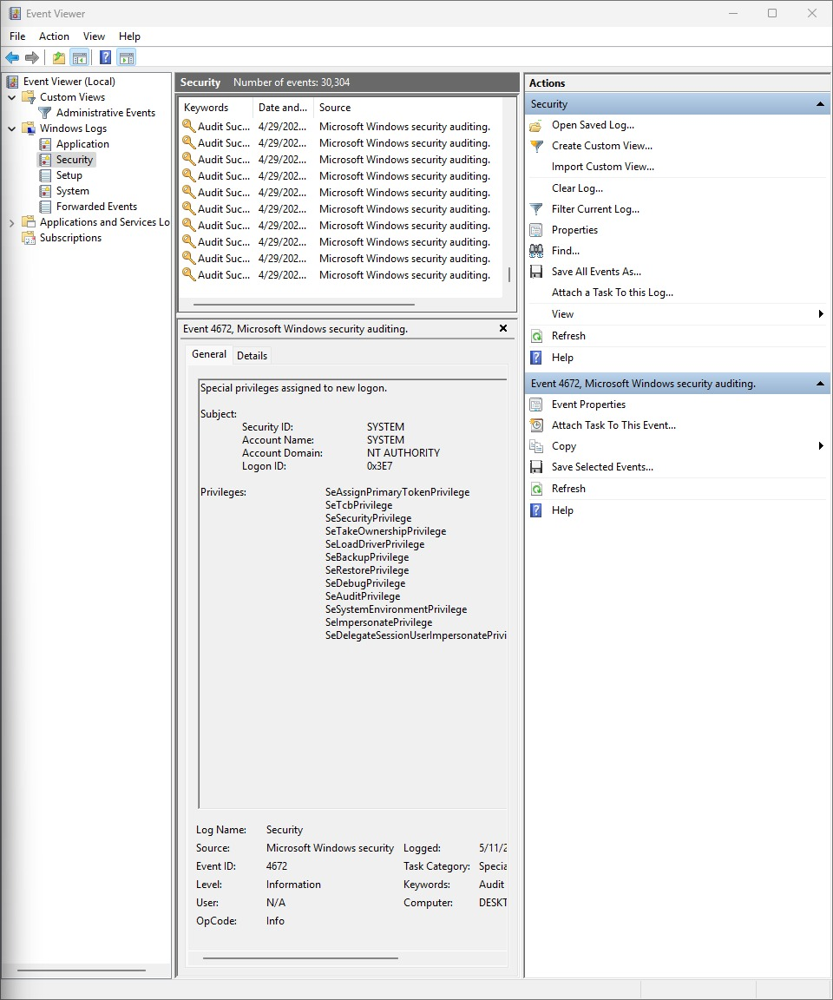 Event Viewer
File Action View Help
Event Viewer (Local)
Custom Views
Administrative Events
Windows Logs
Application
Security
Setup
System
Forwarded Events
Applications and Services Lo
Subscriptions
Security Number of events: 30,304
Keywords Date and... Source
Audit Suc... 4/29/202... Microsoft Windows security auditing.
Audit Suc... 4/29/202... Microsoft Windows security auditing.
Audit Suc... 4/29/202... Microsoft Windows security auditing.
Audit Suc... 4/29/202... Microsoft Windows security auditing.
Audit Suc... 4/29/202... Microsoft Windows security auditing.
Audit Suc... 4/29/202... Microsoft Windows security auditing.
Audit Suc... 4/29/202... Microsoft Windows security auditing.
Audit Suc... 4/29/202... Microsoft Windows security auditing.
Audit Suc... 4/29/202... Microsoft Windows security auditing.
Audit Suc... 4/29/202... Microsoft Windows security auditing.
Event 4672, Microsoft Windows security auditing.
General Details
Special privileges assigned to new logon.
Subject:
Security ID: SYSTEM
Account Name: SYSTEM
Account Domain: NT AUTHORITY
Logon ID: 0x3E7
Privileges: SeAssignPrimaryTokenPrivilege
SeTcbPrivilege
SeSecurityPrivilege
SeTakeOwnershipPrivilege
SeLoadDriverPrivilege
SeBackupPrivilege
SeRestorePrivilege
SeDebugPrivilege
SeAuditPrivilege
SeSystemEnvironmentPrivilege
SeImpersonatePrivilege
SeDelegateSessionUserImpersonatePrivi
Log Name: Security
Source: Microsoft Windows security Logged: 5/11/2
Event ID: 4672 Task Category: Specia
Level: Information Keywords: Audit
User: N/A Computer: DESKT
OpCode: Info
Actions
Security
Open Saved Log...
Create Custom View...
Import Custom View...
Clear Log...
Filter Current Log...
Properties
Find...
Save All Events As...
Attach a Task To this Log...
View
Refresh
Help
Event 4672, Microsoft Windows security auditing.
Event Properties
Attach Task To This Event...
Copy
Save Selected Events...
Refresh
Help